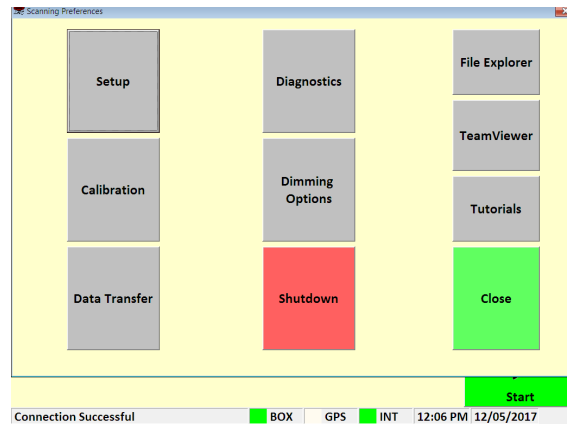 Scanning Preferences
Setup
Diagnostics
File Explorer
TeamViewer
Calibration
Dimming
Options
Tutorials
Data Transfer
Shutdown
Close
Start
Connection Successful
BOX
GPS
INT
12:06 PM
12/05/2017